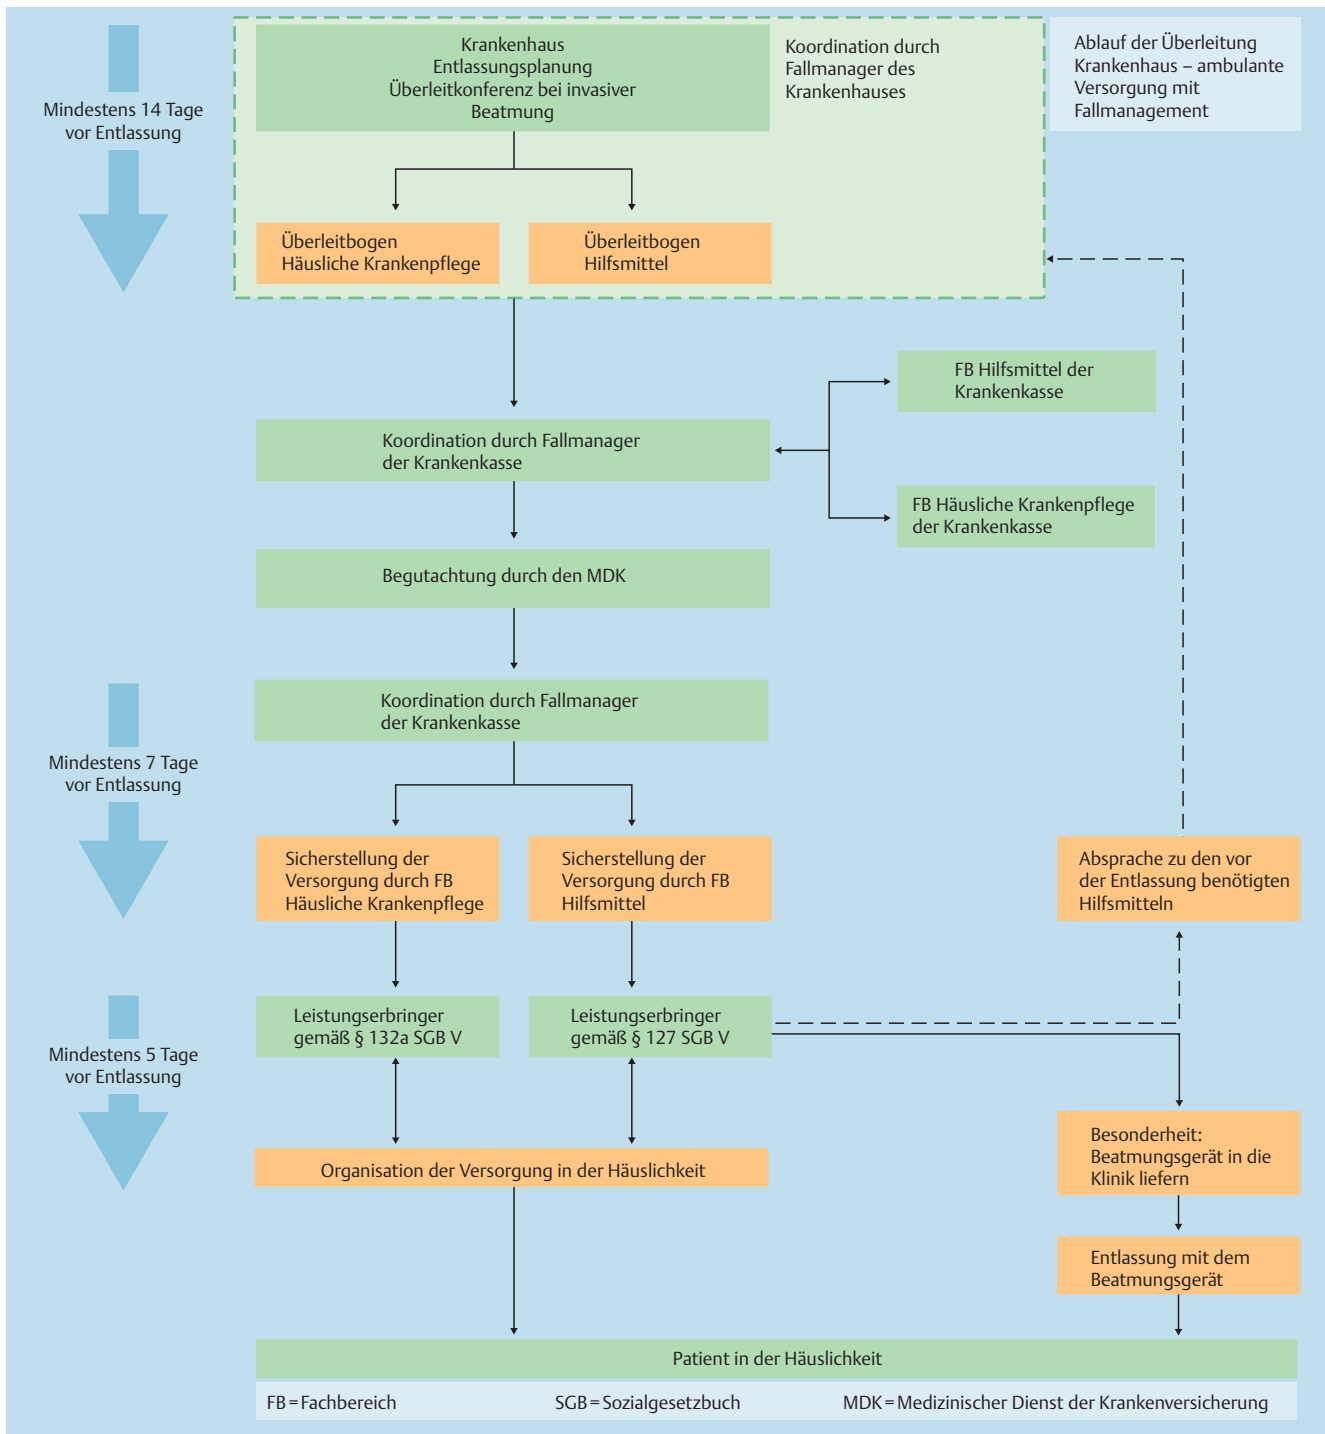 Krankenhaus
Entlassungsplanung
Überleitkonferenz bei invasiver
Beatmung
Koordination durch
Fallmanager des
Krankenhauses
Ablauf der Überleitung
Krankenhaus – ambulante
Versorgung mit
Fallmanagement
Mindestens 14 Tage
vor Entlassung
Überleitbogen
Häusliche Krankenpflege
Überleitbogen
Hilfsmittel
FB Hilfsmittel der
Krankenkasse
Koordination durch Fallmanager
der Krankenkasse
FB Häusliche Krankenpflege
der Krankenkasse
Begutachtung durch den MDK
Koordination durch Fallmanager
der Krankenkasse
Mindestens 7 Tage
vor Entlassung
Sicherstellung der
Versorgung durch FB
Häusliche Krankenpflege
Sicherstellung der
Versorgung durch FB
Hilfsmittel
Absprache zu den vor
der Entlassung benötigten
Hilfsmitteln
Mindestens 5 Tage
vor Entlassung
Leistungserbringer
gemäß § 132a SGB V
Leistungserbringer
gemäß § 127 SGB V
Besonderheit:
Beatmungsgerät in die
Klinik liefern
Organisation der Versorgung in der Häuslichkeit
Entlassung mit dem
Beatmungsgerät
Patient in der Häuslichkeit
FB = Fachbereich
SGB = Sozialgesetzbuch
MDK = Medizinischer Dienst der Krankenversicherung